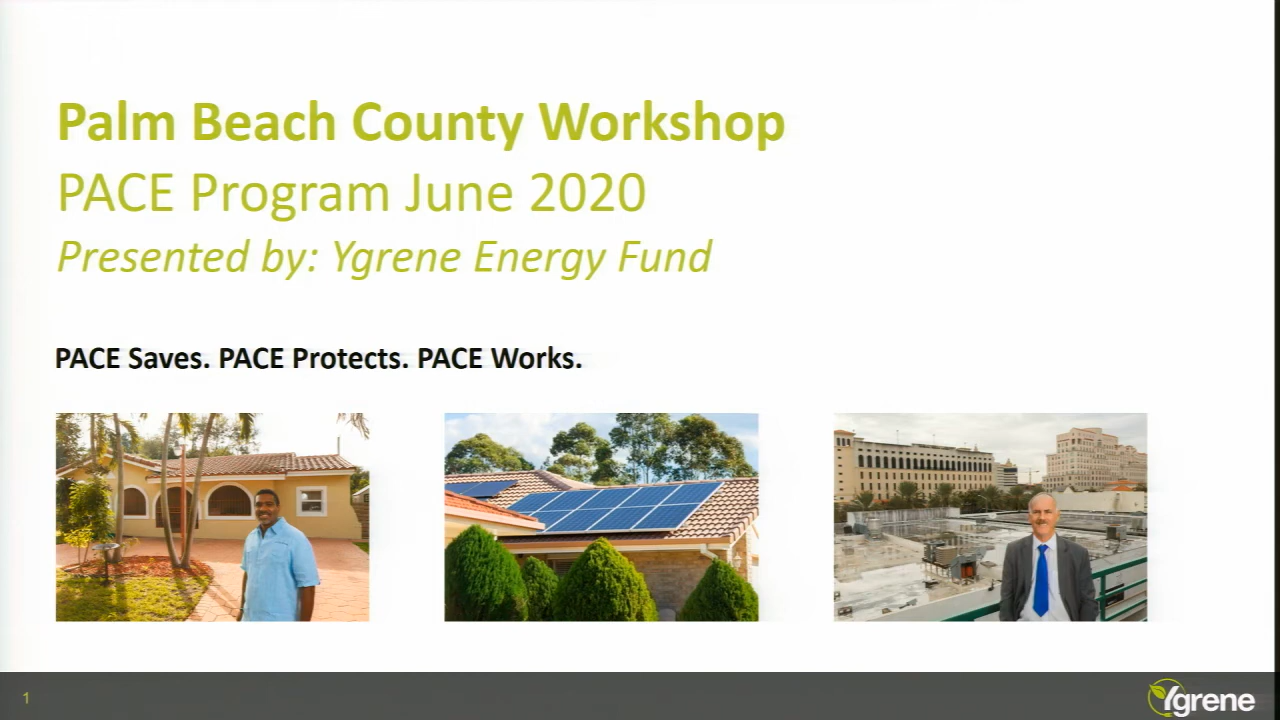 Palm Beach County Workshop
PACE Program June 2020
Presented by: Ygrene Energy Fund
PACE Saves. PACE Protects. PACE Works.
1
Ygrene